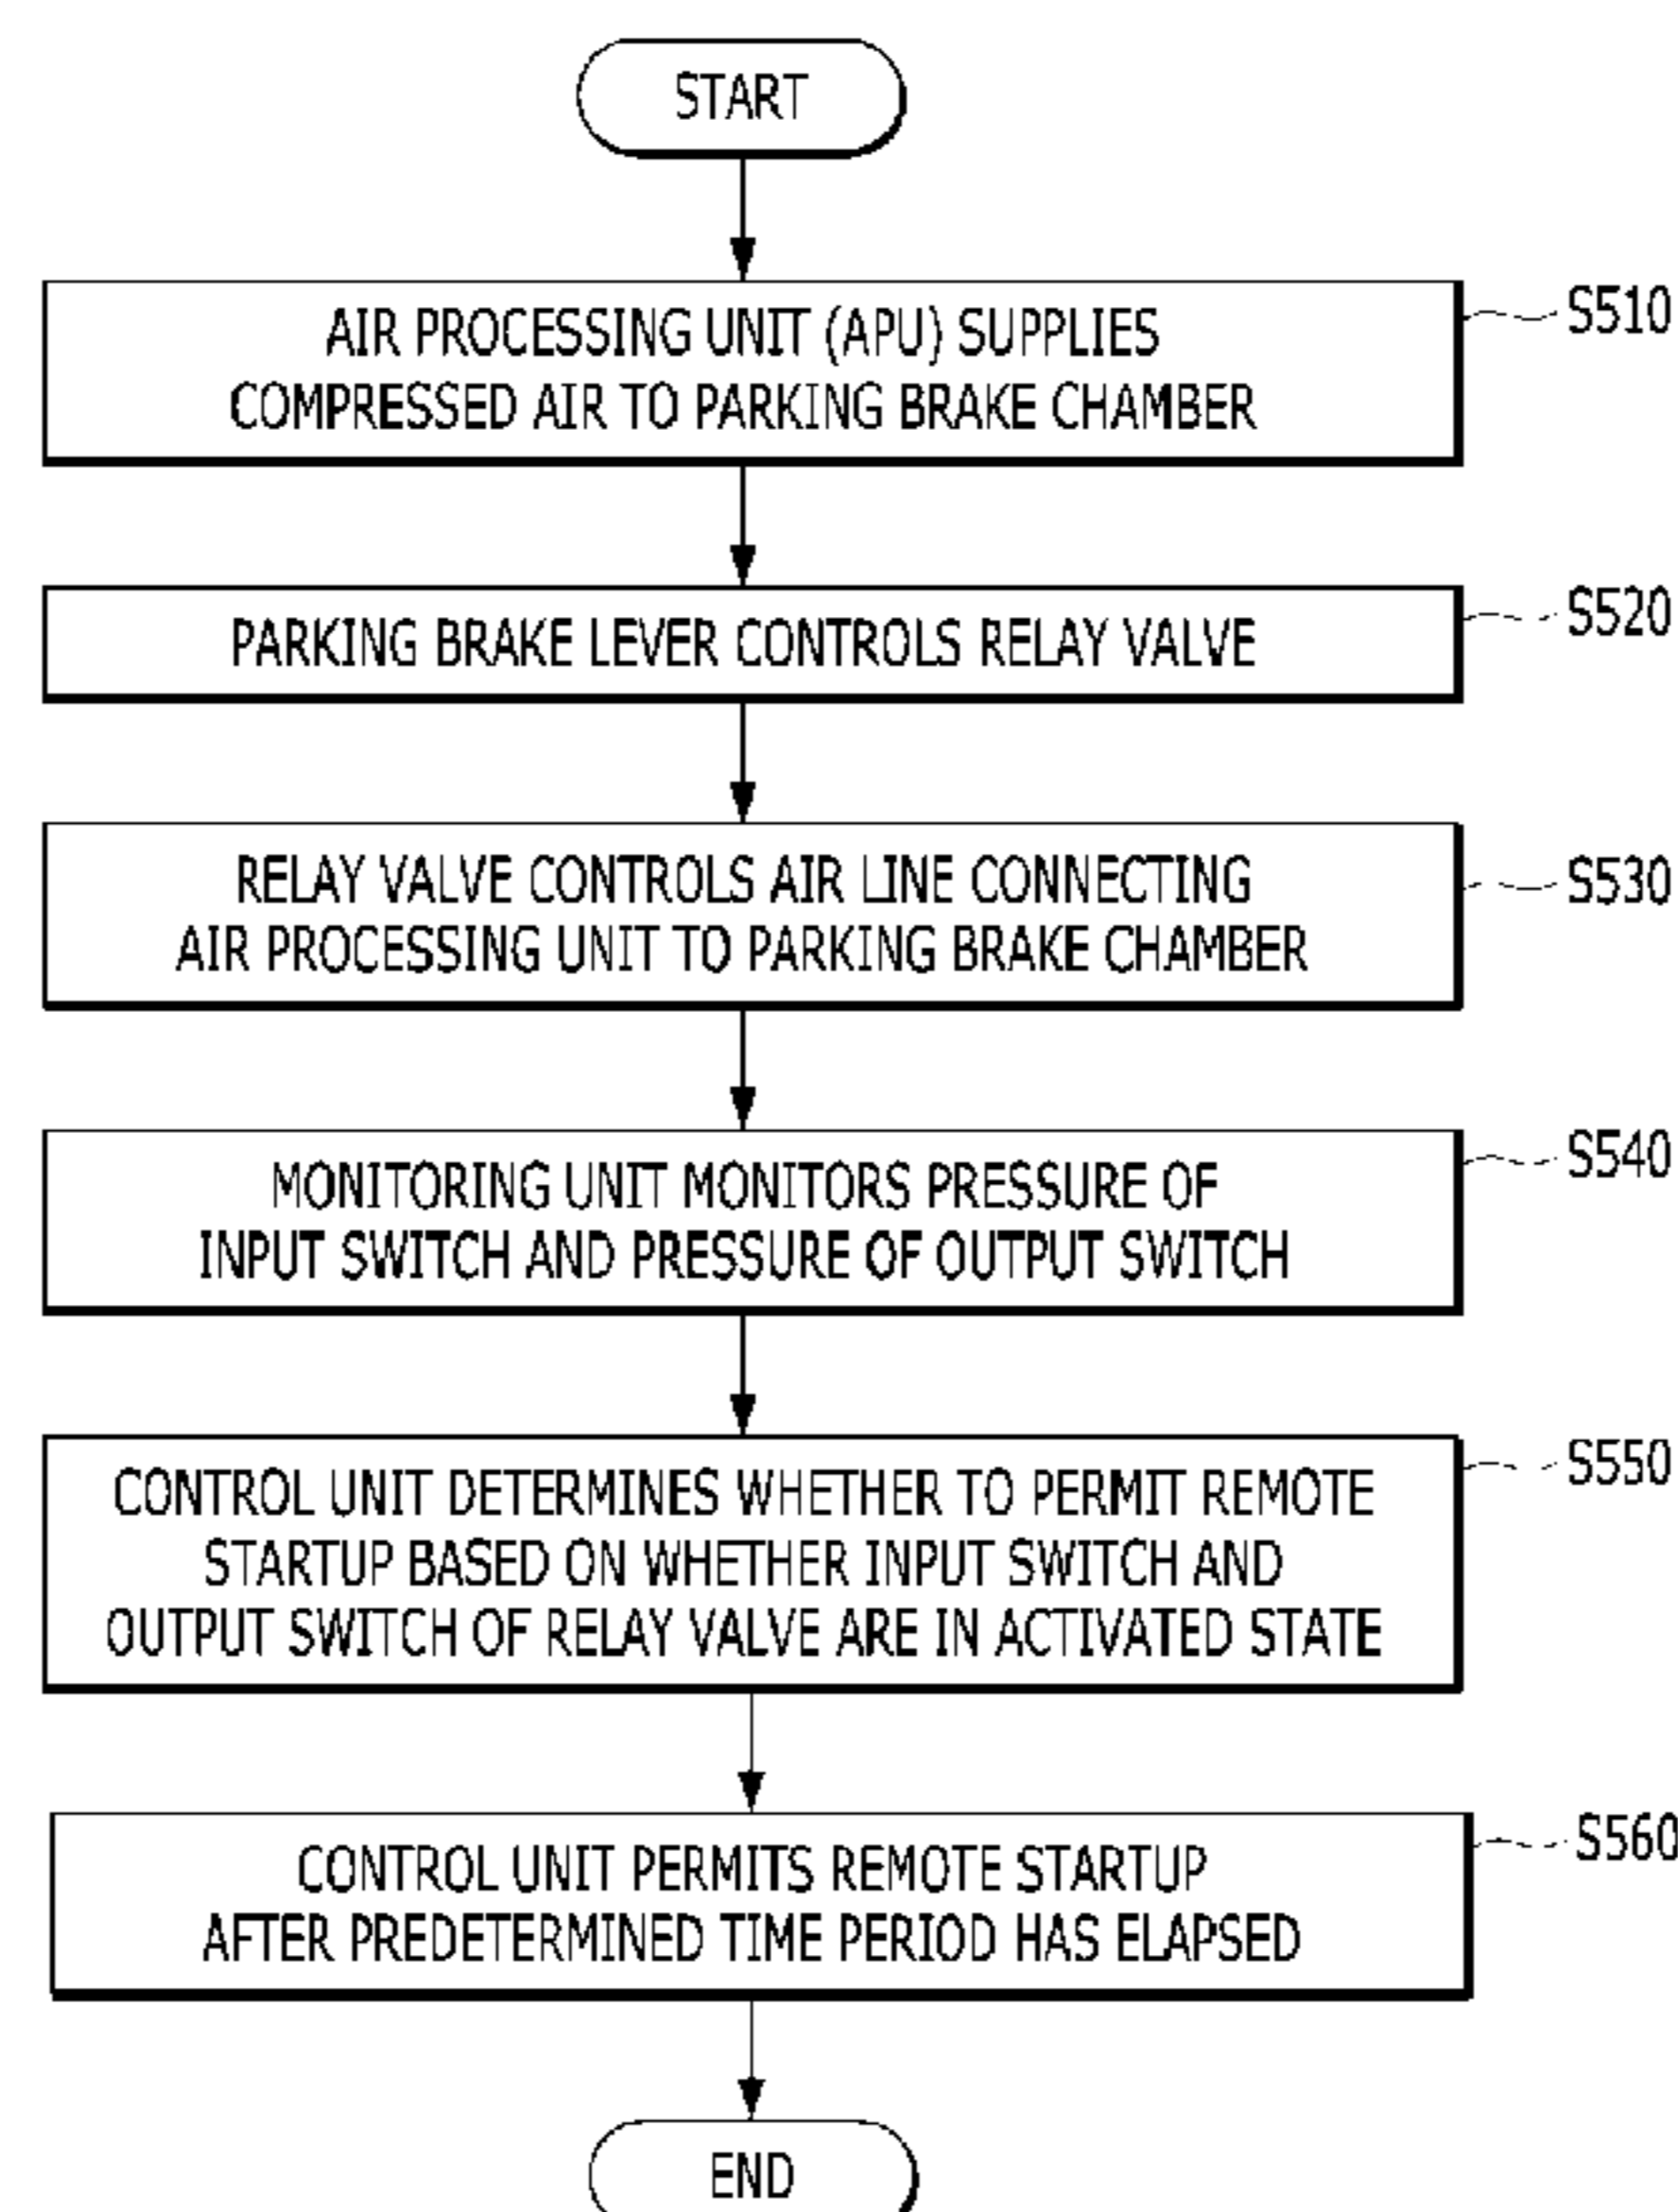 START
AIR PROCESSING UNIT (APU) SUPPLIES
COMPRESSED AIR TO PARKING BRAKE CHAMBER
S510
PARKING BRAKE LEVER CONTROLS RELAY VALVE
S520
RELAY VALVE CONTROLS AIR LINE CONNECTING
AIR PROCESSING UNIT TO PARKING BRAKE CHAMBER
S530
MONITORING UNIT MONITORS PRESSURE OF
INPUT SWITCH AND PRESSURE OF OUTPUT SWITCH
S540
CONTROL UNIT DETERMINES WHETHER TO PERMIT REMOTE
STARTUP BASED ON WHETHER INPUT SWITCH AND
OUTPUT SWITCH OF RELAY VALVE ARE IN ACTIVATED STATE
S550
CONTROL UNIT PERMITS REMOTE STARTUP
AFTER PREDETERMINED TIME PERIOD HAS ELAPSED
S560
END